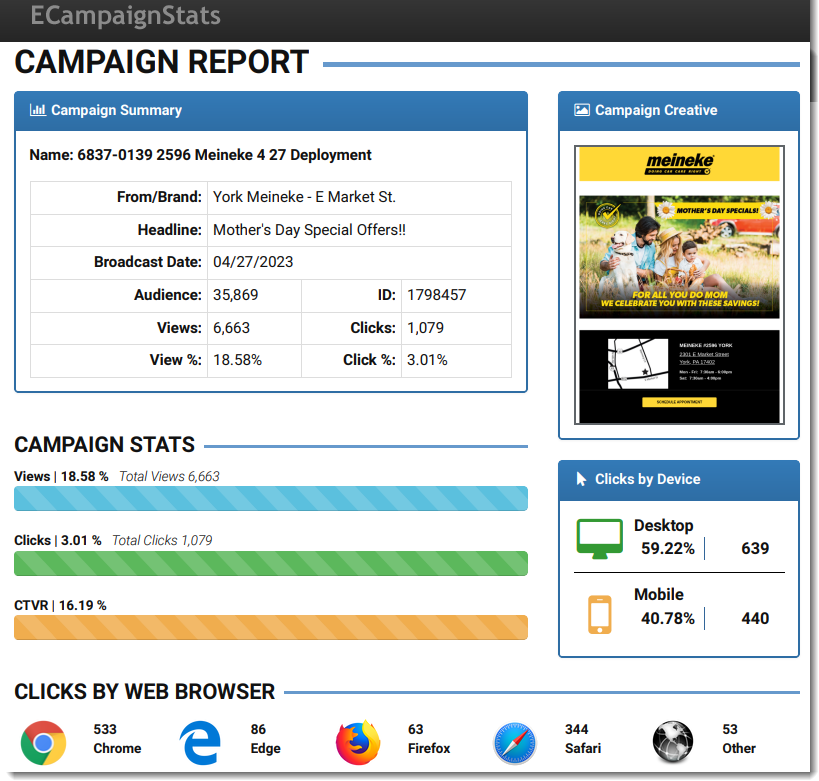 ECampaignStats
CAMPAIGN REPORT
Campaign Summary
Name: 6837-0139 2596 Meineke 4 27 Deployment
From/Brand: York Meineke - E Market St.
Headline: Mother's Day Special Offers!!
Broadcast Date: 04/27/2023
Audience: 35,869 ID: 1798457
Views: 6,663 Clicks: 1,079
View %: 18.58% Click %: 3.01%
Campaign Creative
meineke
DOING CAR CARE RIGHT
MOTHER'S DAY SPECIALS!
FOR ALL YOU DO MOM
WE CELEBRATE YOU WITH THESE SAVINGS!
MEINEKE #2596 YORK
2301 E Market Street
York, PA 17402
Mon - Fri: 7:30am - 6:00pm
Sat: 7:30am - 4:00pm
SCHEDULE APPOINTMENT
CAMPAIGN STATS
Views | 18.58 % Total Views 6,663
Clicks | 3.01 % Total Clicks 1,079
CTVR | 16.19 %
Clicks by Device
Desktop
59.22% 639
Mobile
40.78% 440
CLICKS BY WEB BROWSER
533
Chrome
86
Edge
63
Firefox
344
Safari
53
Other